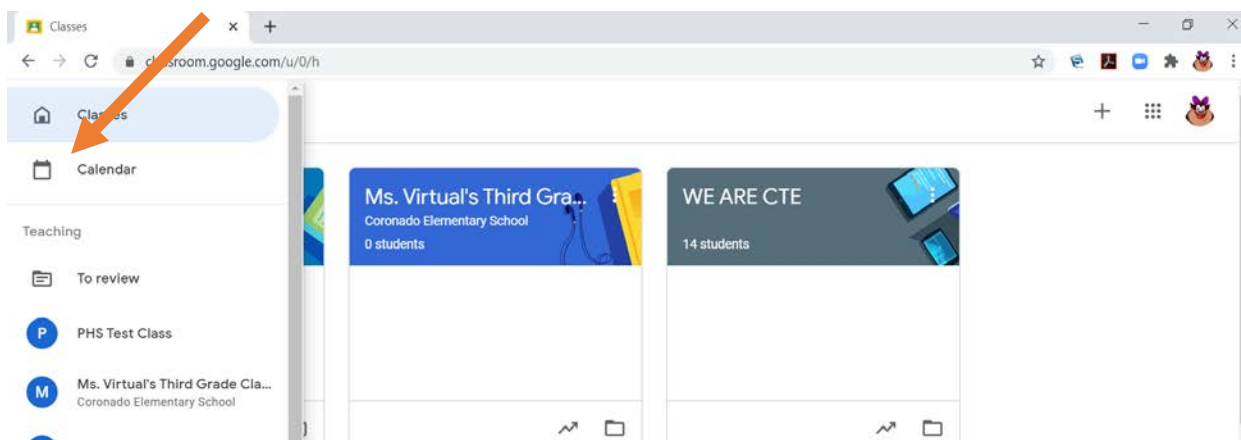 Classes
classroom.google.com/u/0/h
Classes
Calendar
Teaching
To review
P PHS Test Class
M Ms. Virtual's Third Grade Cla...
Coronado Elementary School
Ms. Virtual's Third Gra...
Coronado Elementary School
0 students
WE ARE CTE
14 students